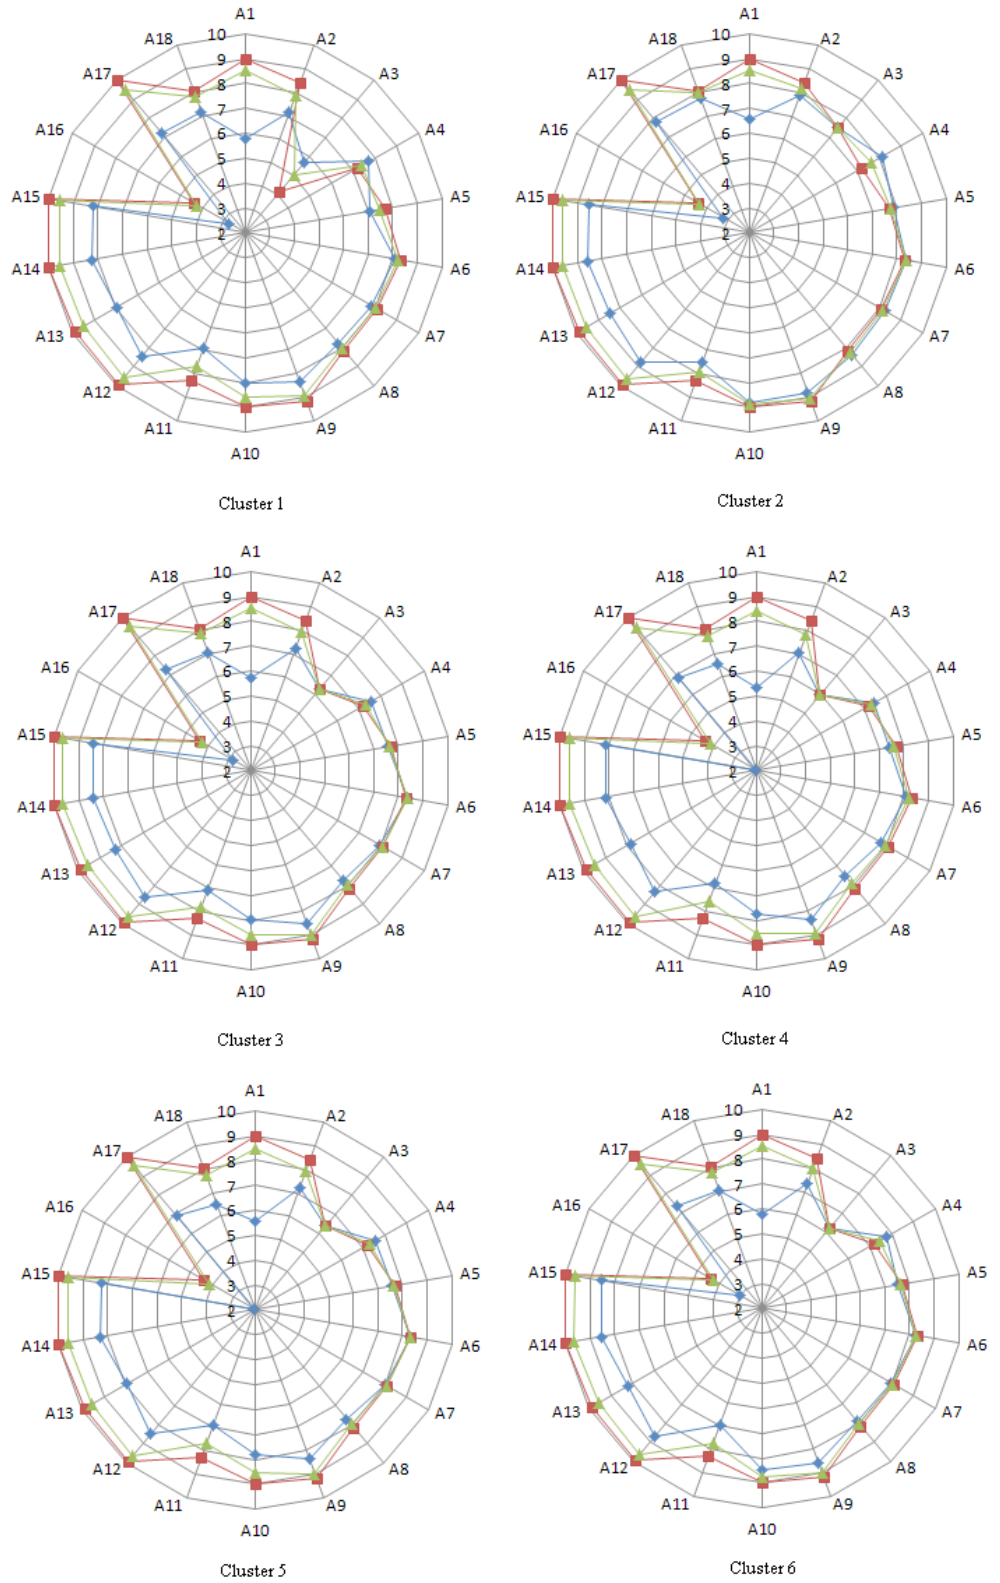 A1
A2
A3
A4
A5
A6
A7
A8
A9
A10
A11
A12
A13
A14
A15
A16
A17
A18
10
9
8
7
6
5
4
3
2
Cluster 1
A1
A2
A3
A4
A5
A6
A7
A8
A9
A10
A11
A12
A13
A14
A15
A16
A17
A18
10
9
8
7
6
5
4
3
2
Cluster 2
A1
A2
A3
A4
A5
A6
A7
A8
A9
A10
A11
A12
A13
A14
A15
A16
A17
A18
10
9
8
7
6
5
4
3
2
Cluster 3
A1
A2
A3
A4
A5
A6
A7
A8
A9
A10
A11
A12
A13
A14
A15
A16
A17
A18
10
9
8
7
6
5
4
3
2
Cluster 4
A1
A2
A3
A4
A5
A6
A7
A8
A9
A10
A11
A12
A13
A14
A15
A16
A17
A18
10
9
8
7
6
5
4
3
2
Cluster 5
A1
A2
A3
A4
A5
A6
A7
A8
A9
A10
A11
A12
A13
A14
A15
A16
A17
A18
10
9
8
7
6
5
4
3
2
Cluster 6